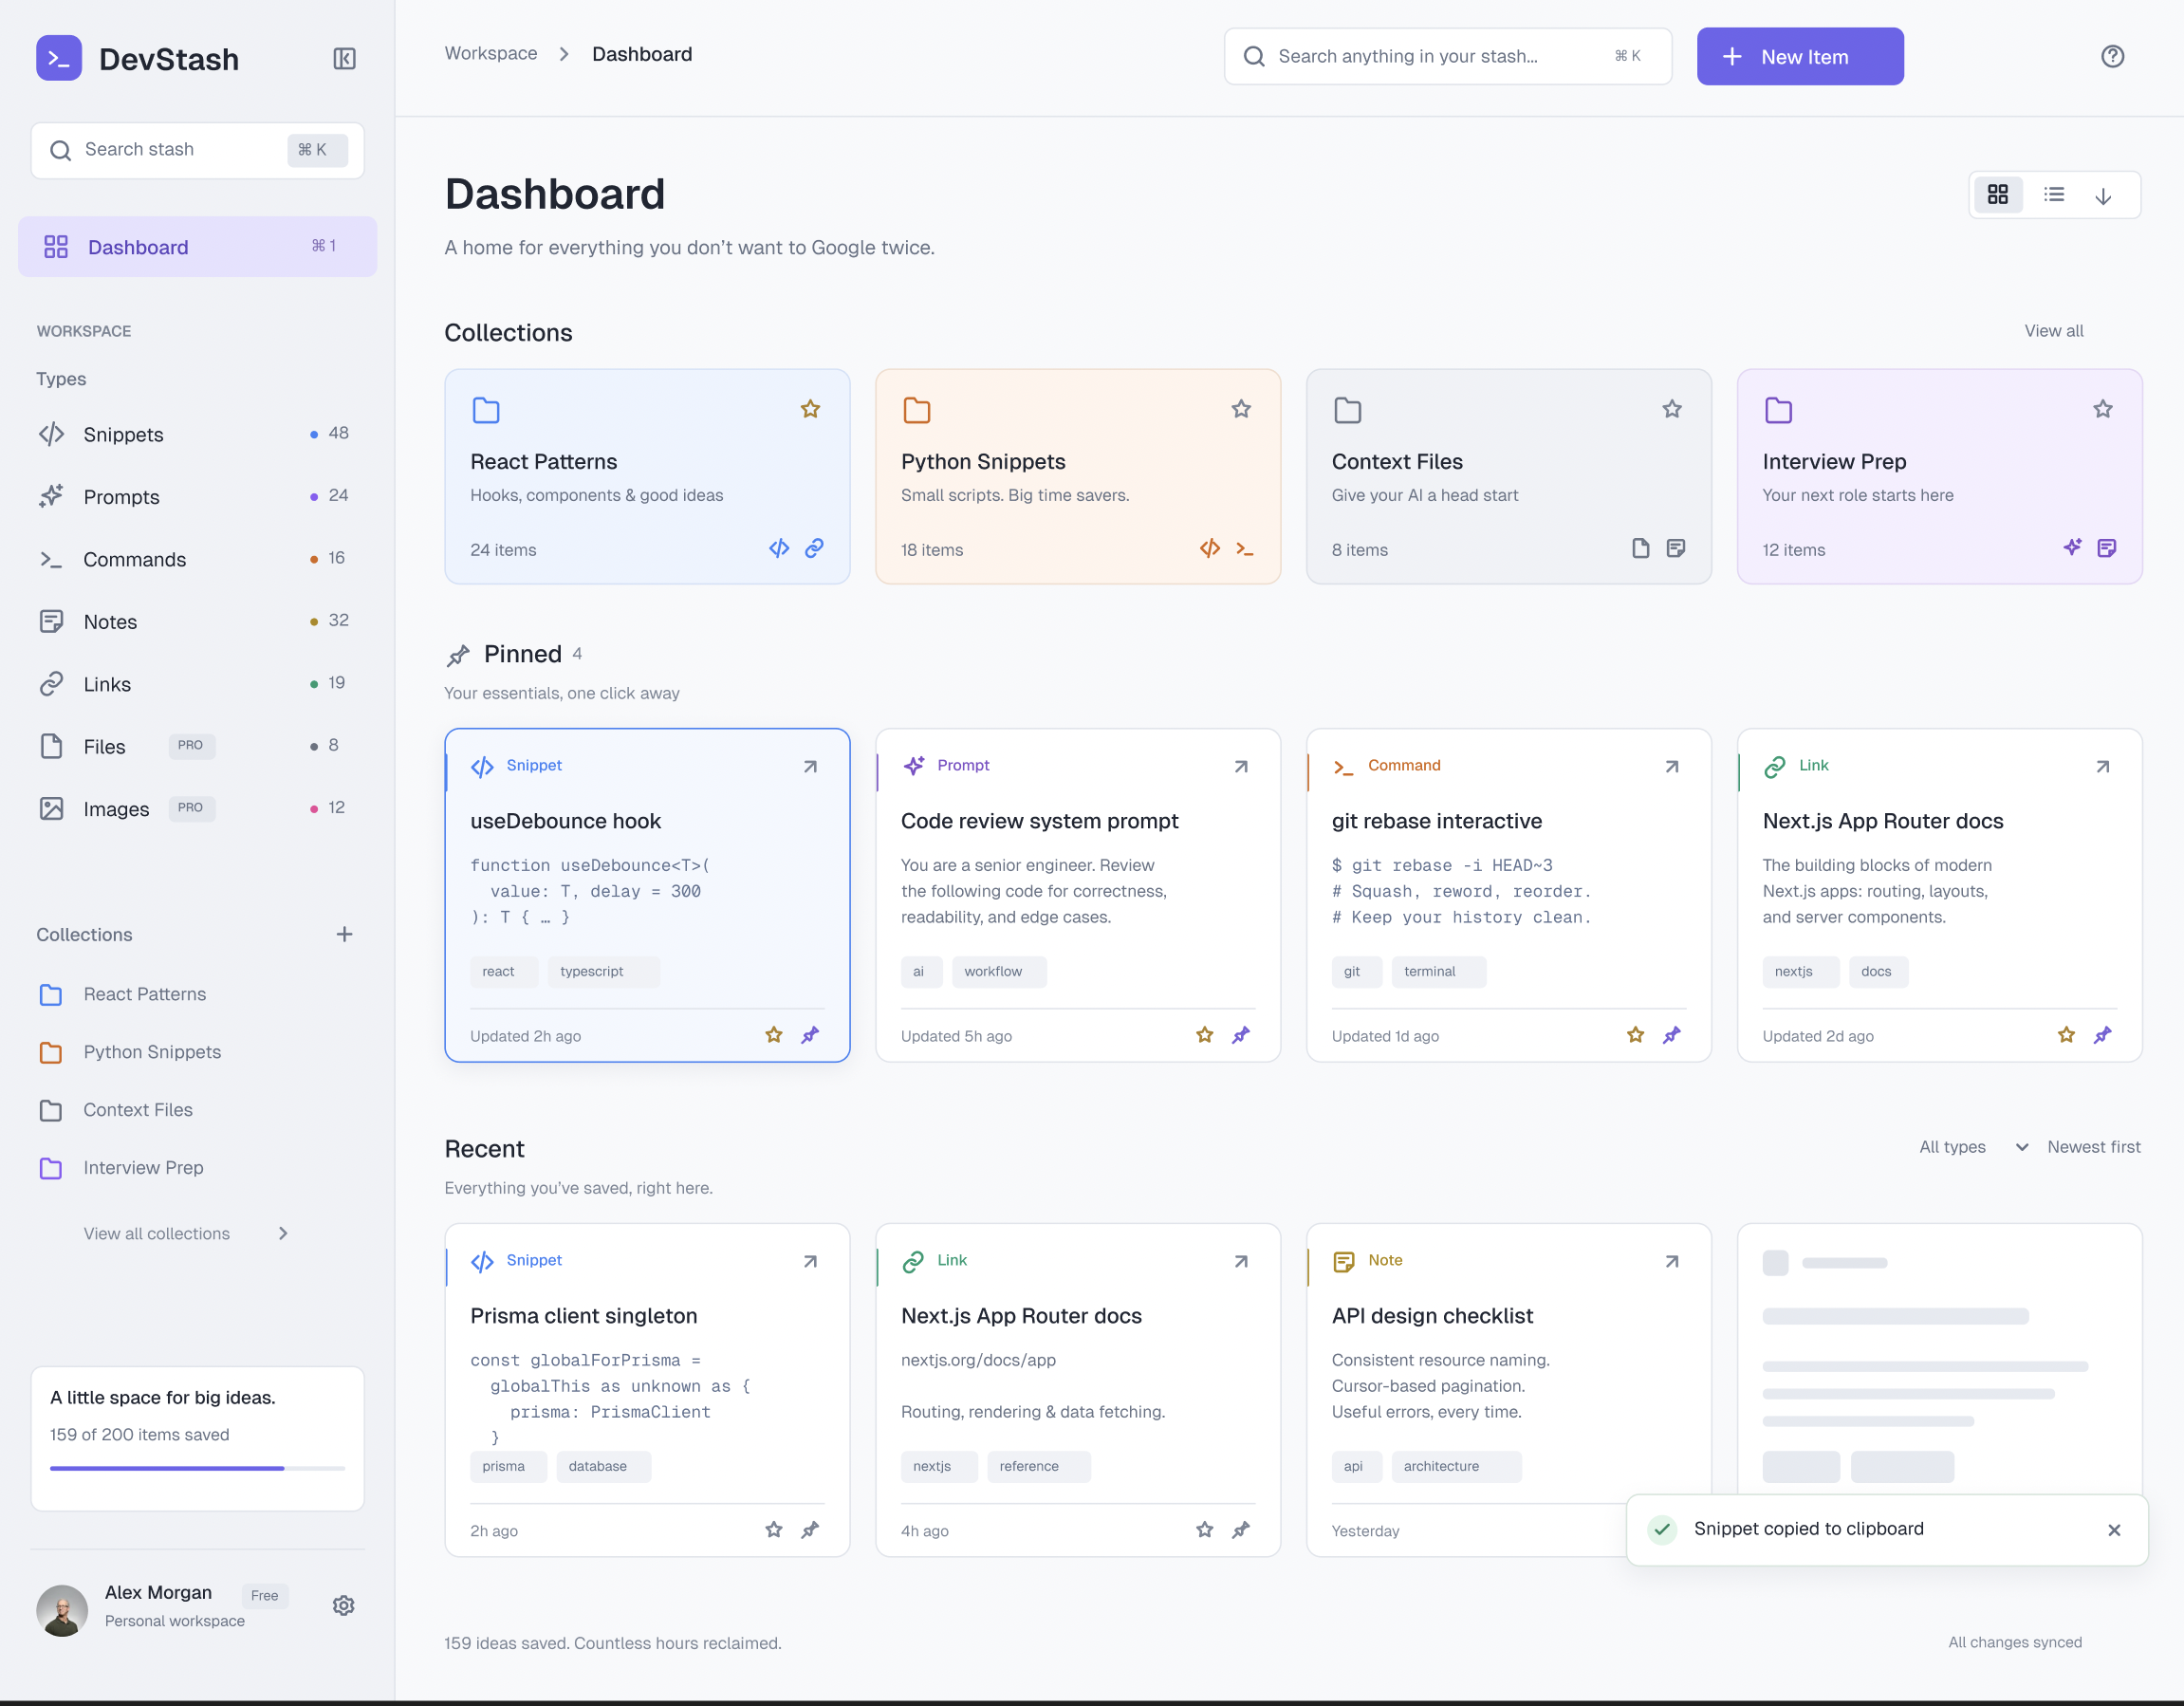 DevStash
Search stash ⌘ K
Dashboard ⌘ 1
WORKSPACE
Types
Snippets 48
Prompts 24
Commands 16
Notes 32
Links 19
Files PRO 8
Images PRO 12
Collections
React Patterns
Python Snippets
Context Files
Interview Prep
View all collections
A little space for big ideas.
159 of 200 items saved
Alex Morgan Free
Personal workspace
Workspace Dashboard
Search anything in your stash... ⌘ K
New Item
Dashboard
A home for everything you don’t want to Google twice.
Collections View all
React Patterns
Hooks, components & good ideas
24 items
Python Snippets
Small scripts. Big time savers.
18 items
Context Files
Give your AI a head start
8 items
Interview Prep
Your next role starts here
12 items
Pinned 4
Your essentials, one click away
Snippet
useDebounce hook
function useDebounce<T>(
value: T, delay = 300
): T { … }
react typescript
Updated 2h ago
Prompt
Code review system prompt
You are a senior engineer. Review
the following code for correctness,
readability, and edge cases.
ai workflow
Updated 5h ago
Command
git rebase interactive
$ git rebase -i HEAD~3
# Squash, reword, reorder.
# Keep your history clean.
git terminal
Updated 1d ago
Link
Next.js App Router docs
The building blocks of modern
Next.js apps: routing, layouts,
and server components.
nextjs docs
Updated 2d ago
Recent All types Newest first
Everything you’ve saved, right here.
Snippet
Prisma client singleton
const globalForPrisma =
globalThis as unknown as {
prisma: PrismaClient
}
prisma database
2h ago
Link
Next.js App Router docs
nextjs.org/docs/app
Routing, rendering & data fetching.
nextjs reference
4h ago
Note
API design checklist
Consistent resource naming.
Cursor-based pagination.
Useful errors, every time.
api architecture
Yesterday
Snippet copied to clipboard
159 ideas saved. Countless hours reclaimed.
All changes synced